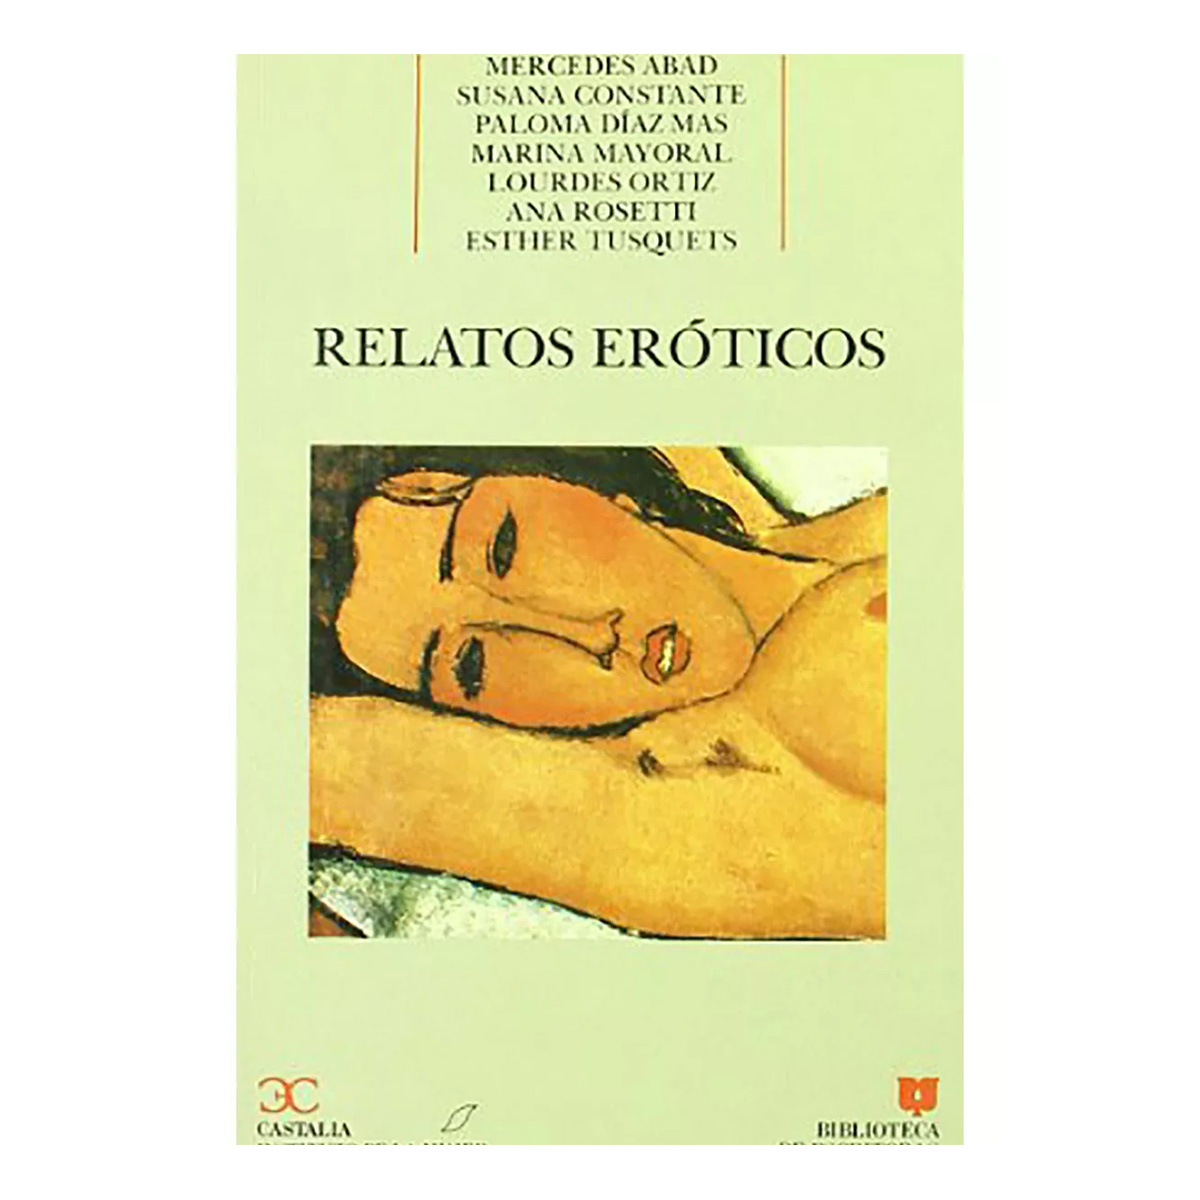 MERCEDES ABAD
SUSANA CONSTANTE
PALOMA DÍAZ MAS
MARINA MAYORAL
LOURDES ORTIZ
ANA ROSETTI
ESTHER TUSQUETS
RELATOS ERÓTICOS
CASTALIA
BIBLIOTECA